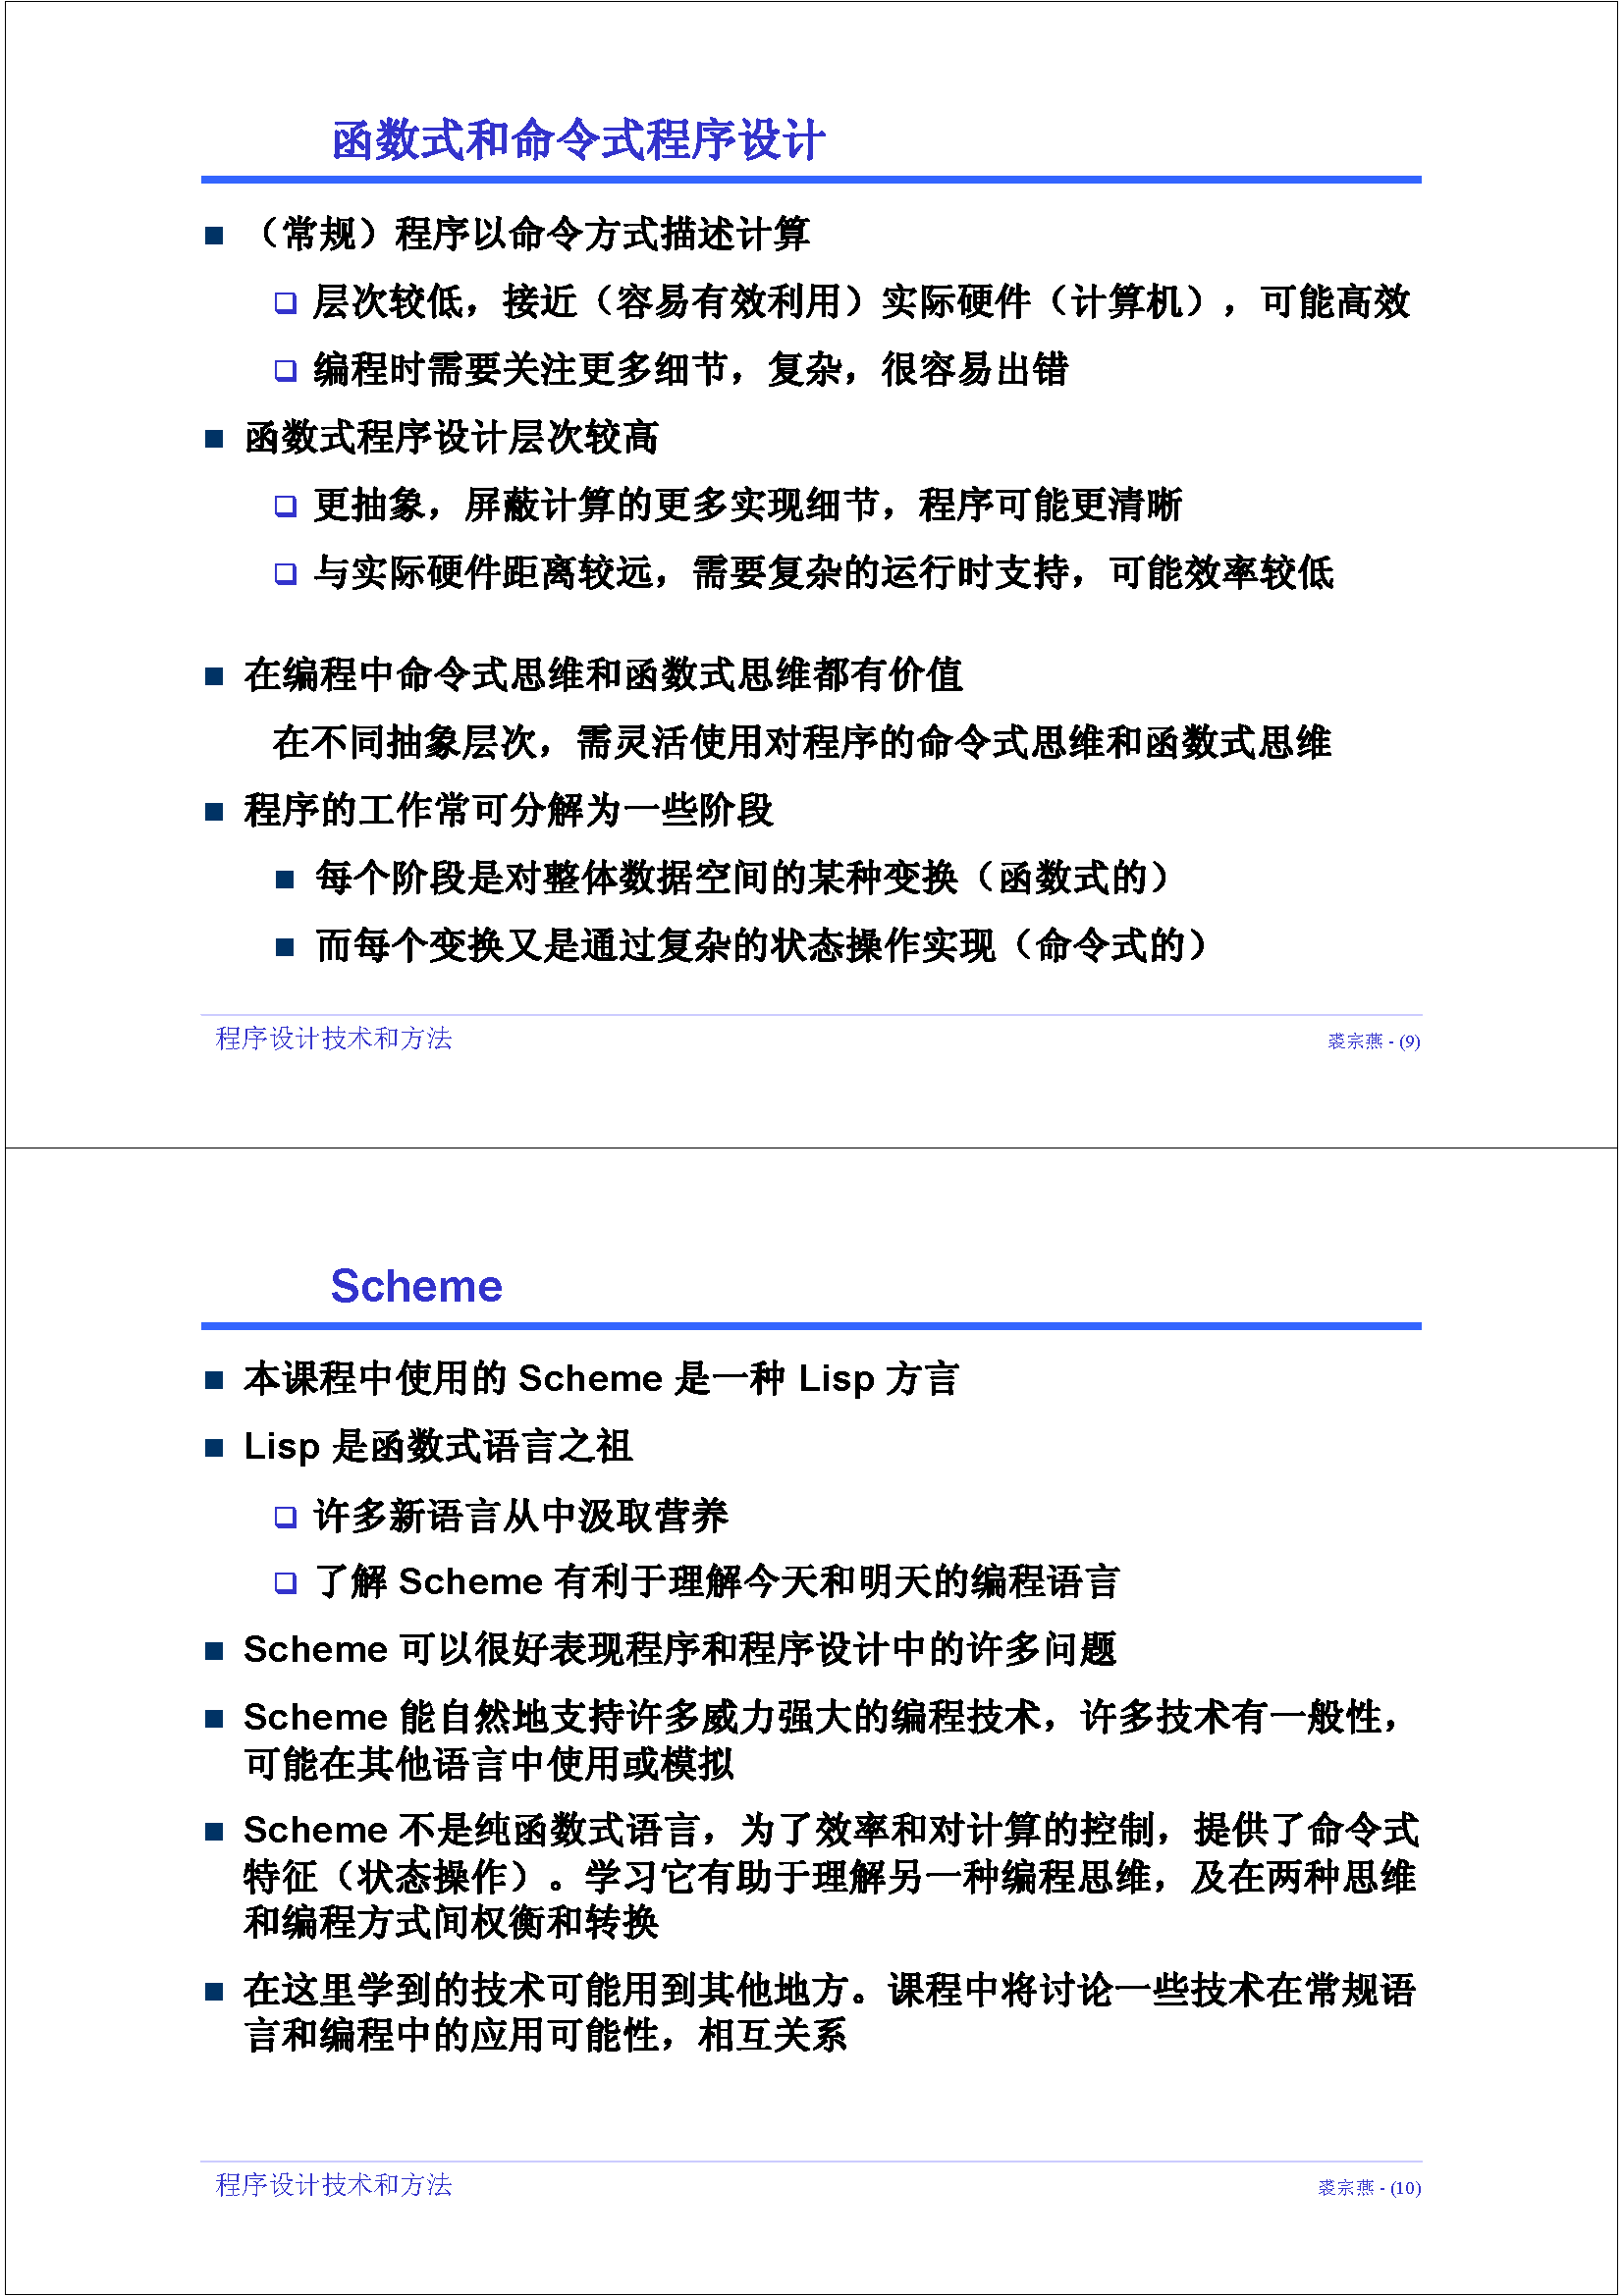 函数式和命令式程序设计
（常规）程序以命令方式描述计算
层次较低，接近（容易有效利用）实际硬件（计算机），可能高效
编程时需要关注更多细节，复杂，很容易出错
函数式程序设计层次较高
更抽象，屏蔽计算的更多实现细节，程序可能更清晰
与实际硬件距离较远，需要复杂的运行时支持，可能效率较低
在编程中命令式思维和函数式思维都有价值
在不同抽象层次，需灵活使用对程序的命令式思维和函数式思维
程序的工作常可分解为一些阶段
每个阶段是对整体数据空间的某种变换（函数式的）
而每个变换又是通过复杂的状态操作实现（命令式的）
程序设计技术和方法
裘宗燕 - (9)
Scheme
本课程中使用的 Scheme 是一种 Lisp 方言
Lisp 是函数式语言之祖
许多新语言从中汲取营养
了解 Scheme 有利于理解今天和明天的编程语言
Scheme 可以很好表现程序和程序设计中的许多问题
Scheme 能自然地支持许多威力强大的编程技术，许多技术有一般性，
可能在其他语言中使用或模拟
Scheme 不是纯函数式语言，为了效率和对计算的控制，提供了命令式
特征（状态操作）。学习它有助于理解另一种编程思维，及在两种思维
和编程方式间权衡和转换
在这里学到的技术可能用到其他地方。课程中将讨论一些技术在常规语
言和编程中的应用可能性，相互关系
程序设计技术和方法
裘宗燕 - (10)